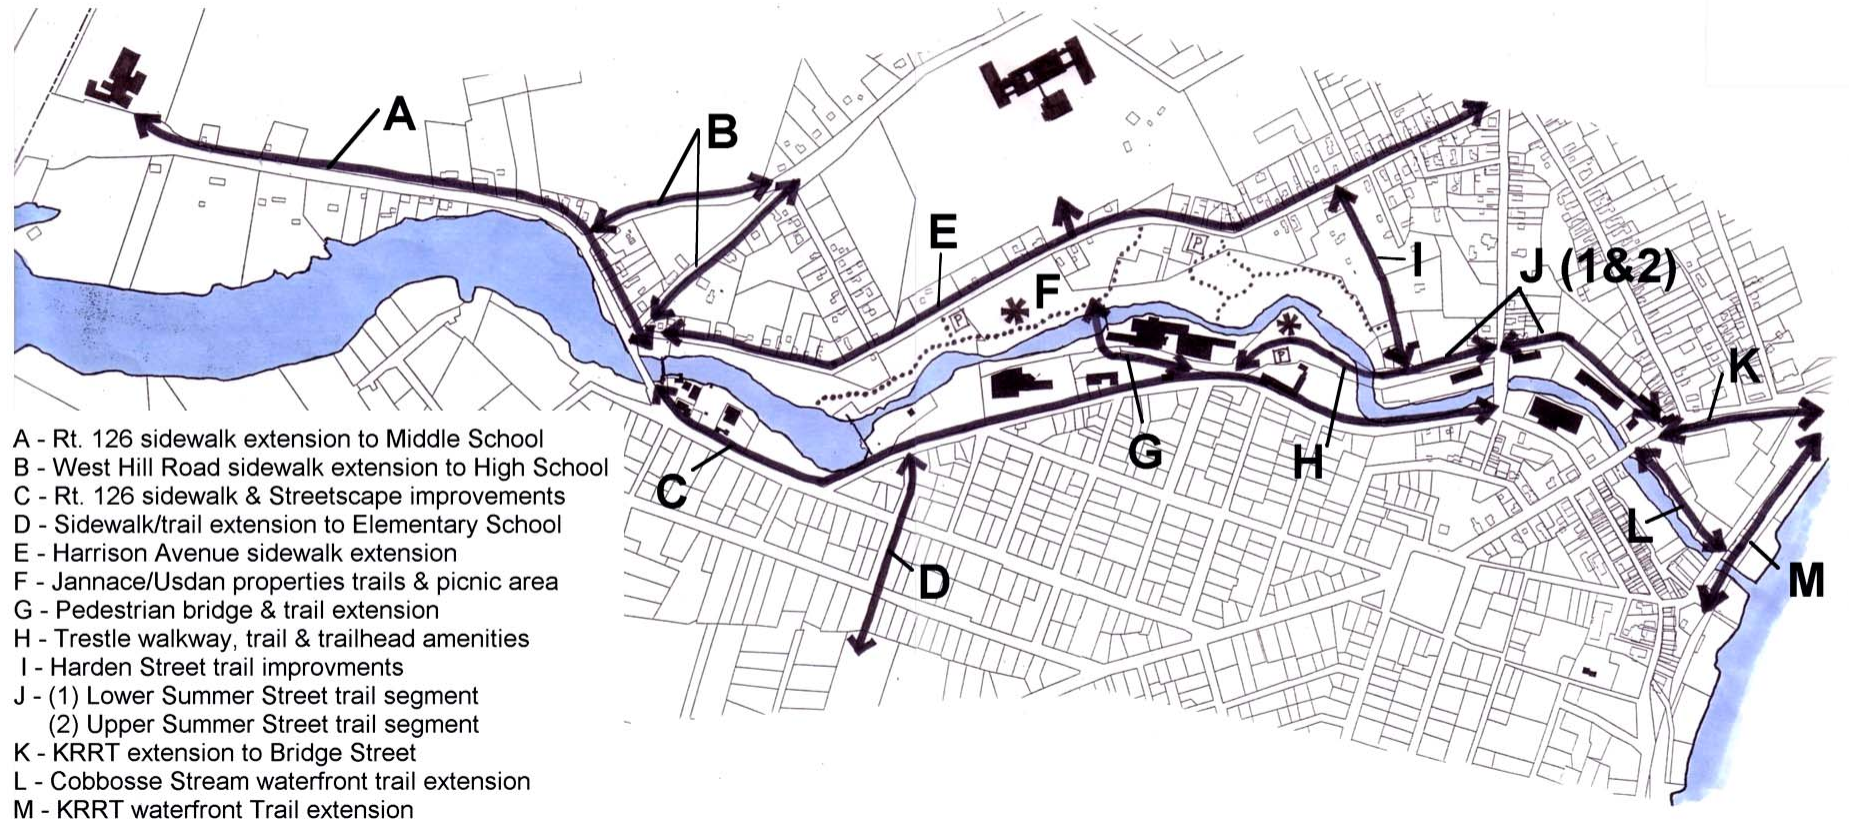 A
B
E
F
P
P
P
I
J (1&2)
K
G
H
C
L
D
M
A - Rt. 126 sidewalk extension to Middle School
B - West Hill Road sidewalk extension to High School
C - Rt. 126 sidewalk & Streetscape improvements
D - Sidewalk/trail extension to Elementary School
E - Harrison Avenue sidewalk extension
F - Jannace/Usdan properties trails & picnic area
G - Pedestrian bridge & trail extension
H - Trestle walkway, trail & trailhead amenities
I - Harden Street trail improvments
J - (1) Lower Summer Street trail segment
(2) Upper Summer Street trail segment
K - KRRT extension to Bridge Street
L - Cobbosse Stream waterfront trail extension
M - KRRT waterfront Trail extension